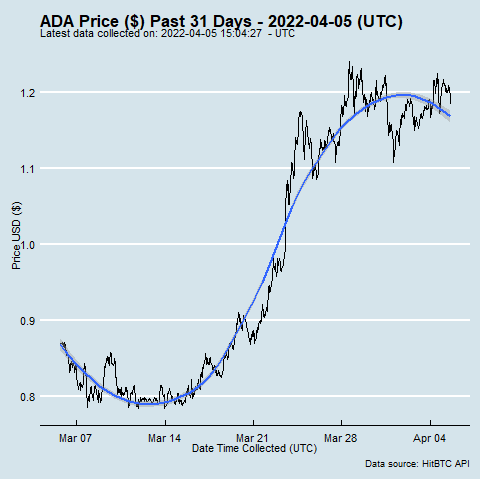 ADA Price ($) Past 31 Days - 2022-04-05 (UTC)
Latest data collected on: 2022-04-05 15:04:27 - UTC
Price USD ($)
1.2
1.1
1.0
0.9
0.8
Mar 07
Mar 14
Mar 21
Mar 28
Apr 04
Date Time Collected (UTC)
Data source: HitBTC API